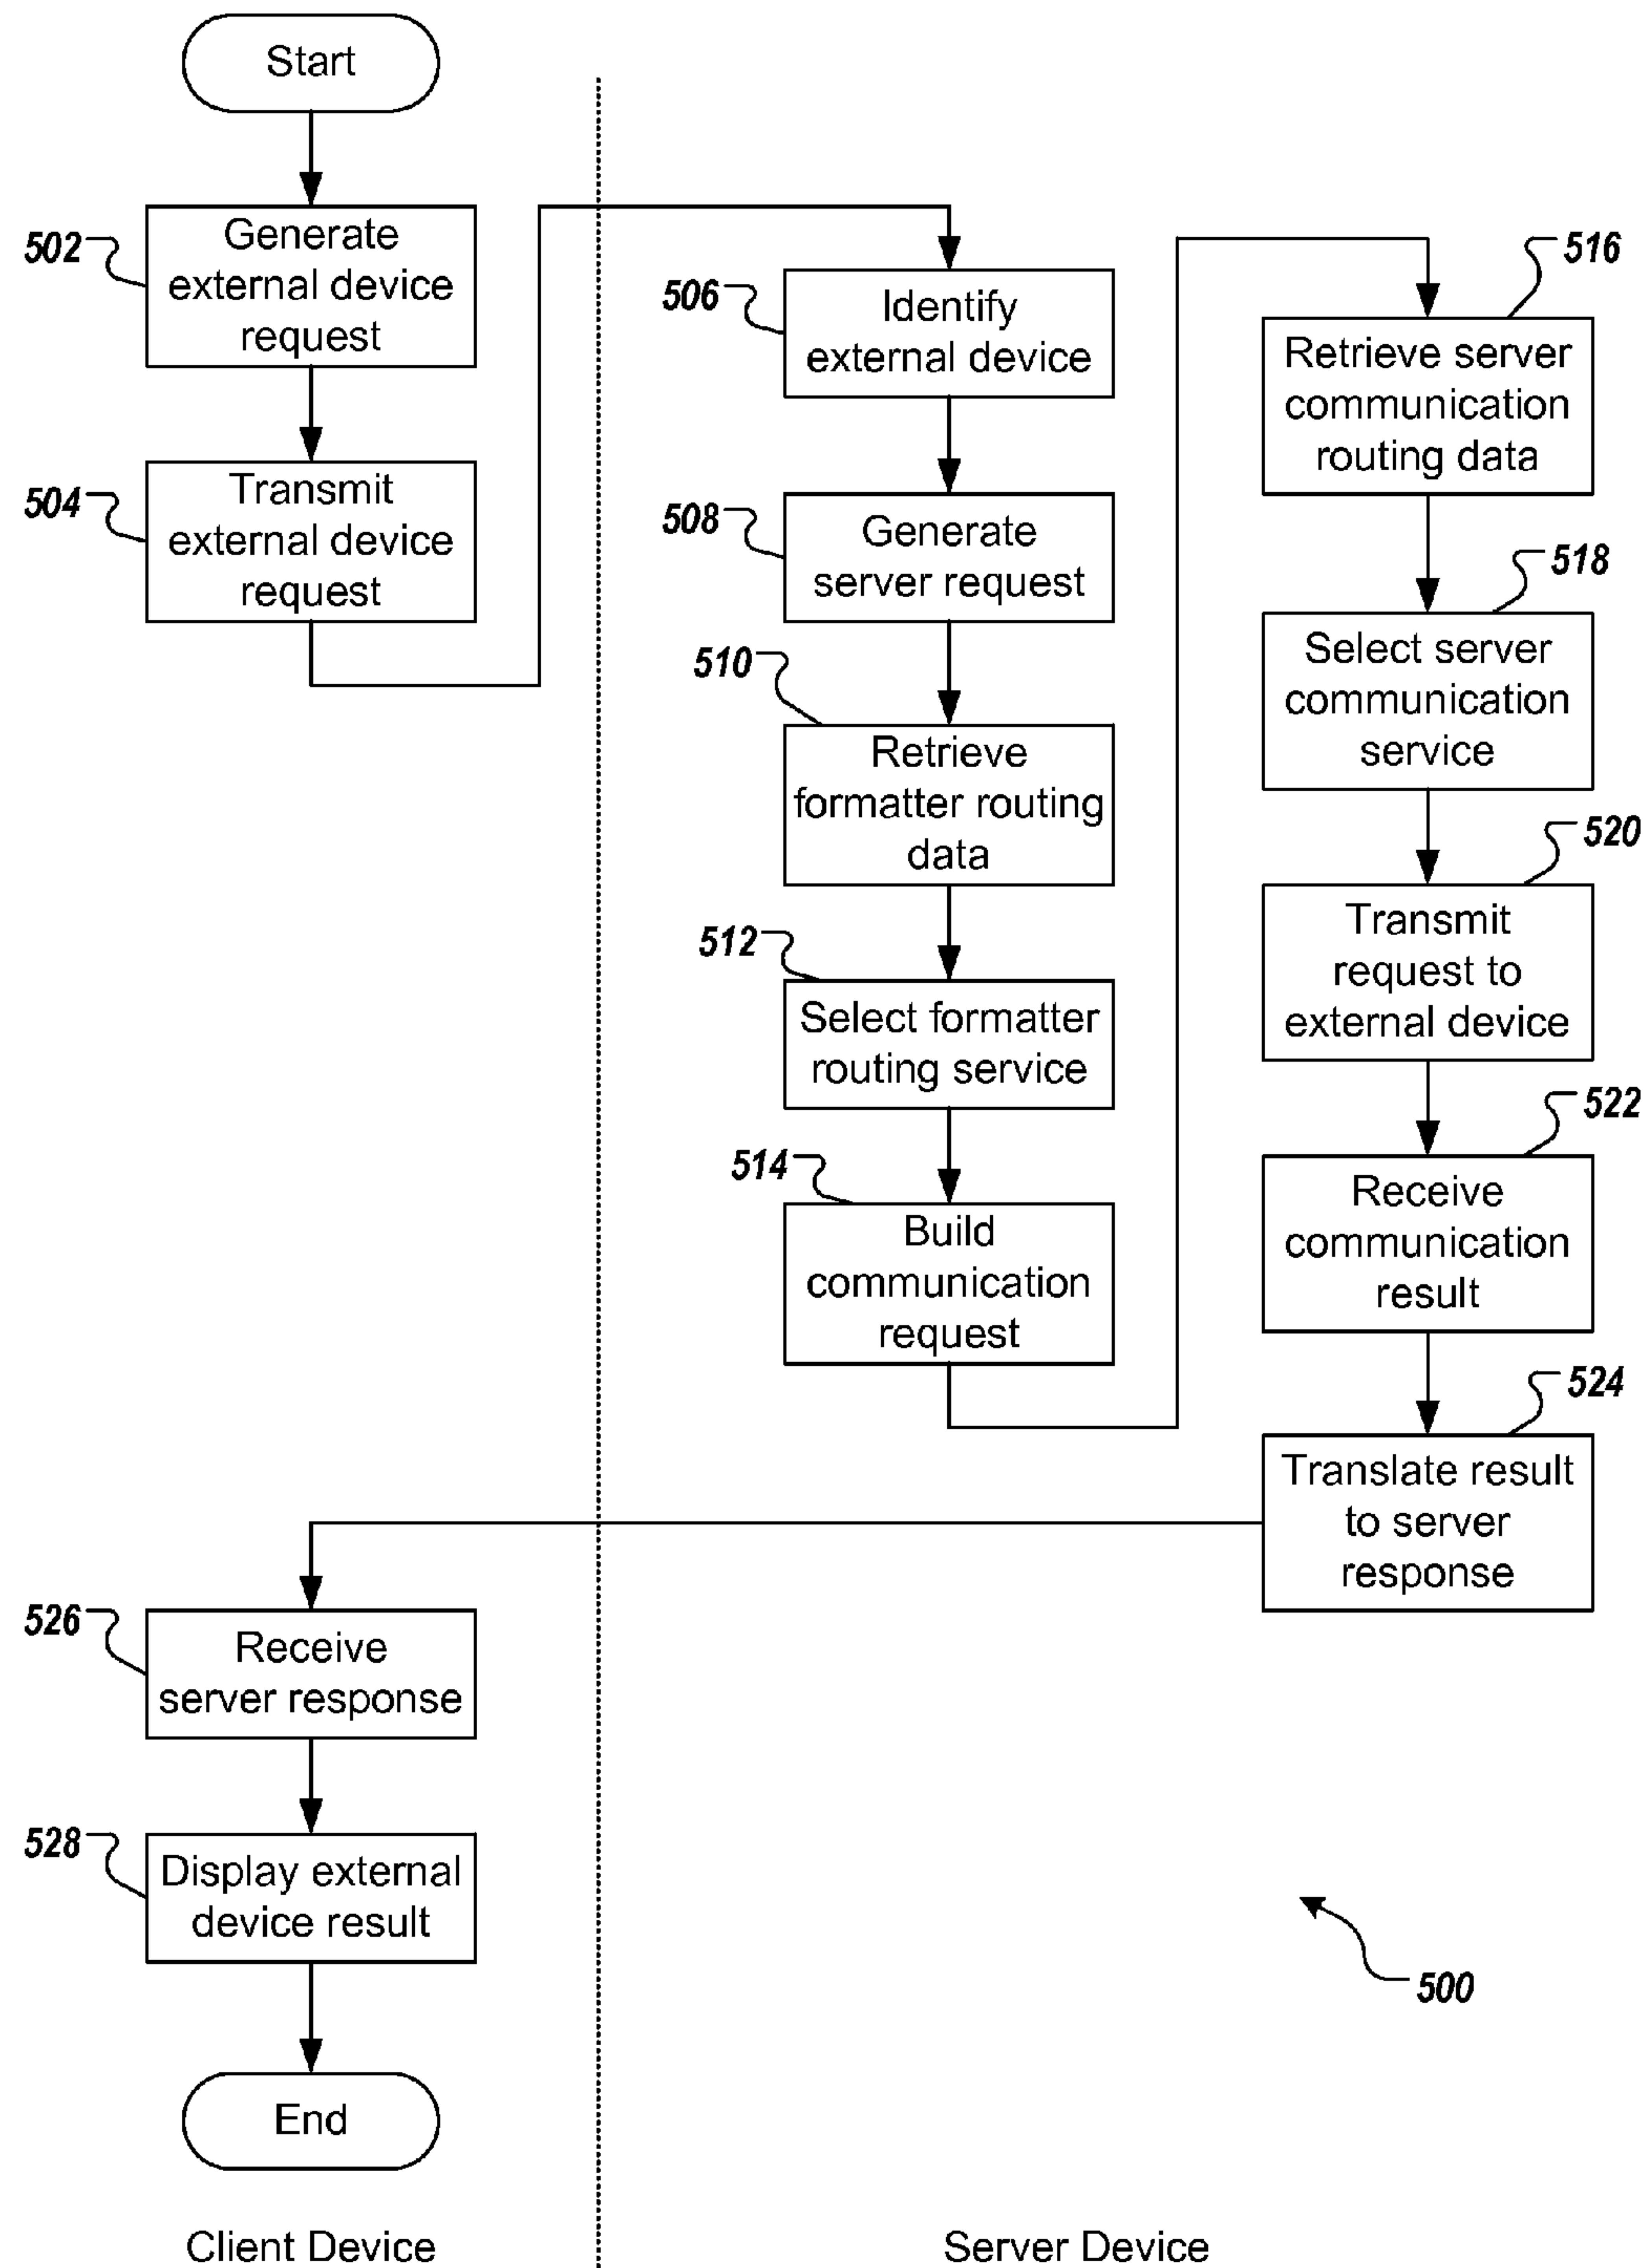 Start
502
Generate
external device
request
504
Transmit
external device
request
506
Identify
external device
508
Generate
server request
510
Retrieve
formatter routing
data
512
Select formatter
routing service
514
Build
communication
request
516
Retrieve server
communication
routing data
518
Select server
communication
service
520
Transmit
request to
external device
522
Receive
communication
result
524
Translate result
to server
response
526
Receive
server response
528
Display external
device result
End
500
Client Device
Server Device